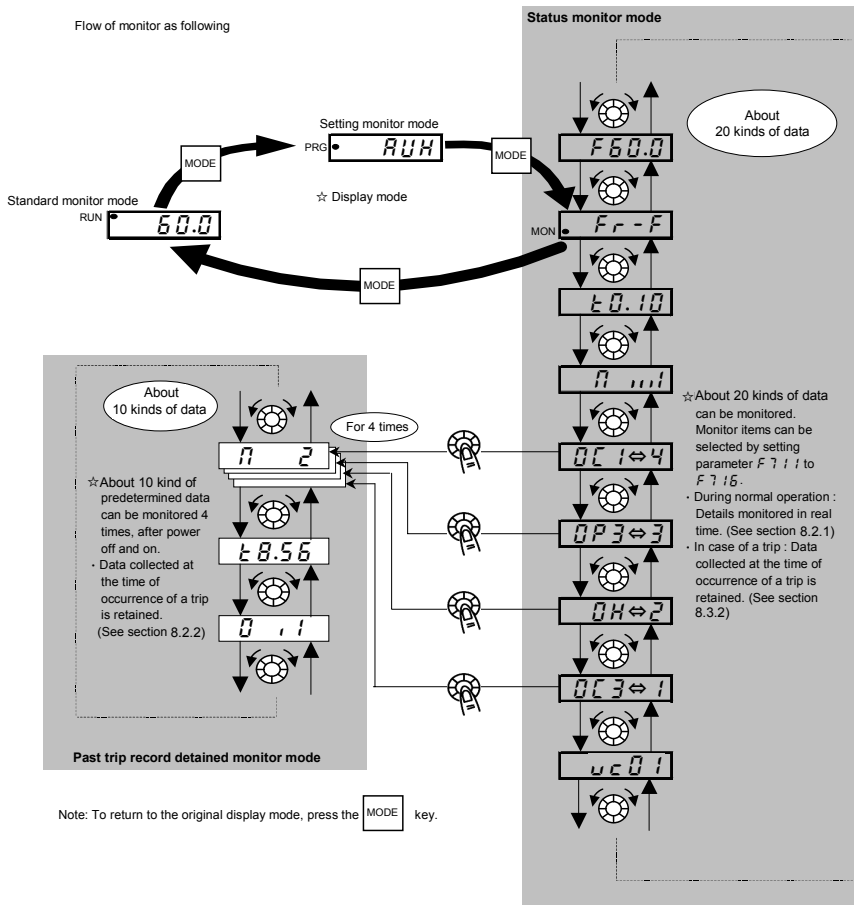 Flow of monitor as following
Status monitor mode
About
20 kinds of data
Setting monitor mode
PRG
AUH
MODE
MODE
☆ Display mode
Standard monitor mode
RUN
60.0
MODE
F60.0
MON
Fr-F
t0.10
OC1⇔4
OP3⇔3
OH⇔2
OC3⇔1
uc01
☆About 20 kinds of data
can be monitored.
Monitor items can be
selected by setting
parameter F711 to
F716.
・During normal operation :
Details monitored in real
time. (See section 8.2.1)
・In case of a trip : Data
collected at the time of
occurrence of a trip is
retained. (See section
8.3.2)
About
10 kinds of data
For 4 times
n 2
t8.56
☆About 10 kind of
predetermined data
can be monitored 4
times, after power
off and on.
・Data collected at
the time of
occurrence of a trip
is retained.
(See section 8.2.2)
Past trip record detained monitor mode
Note: To return to the original display mode, press the MODE key.